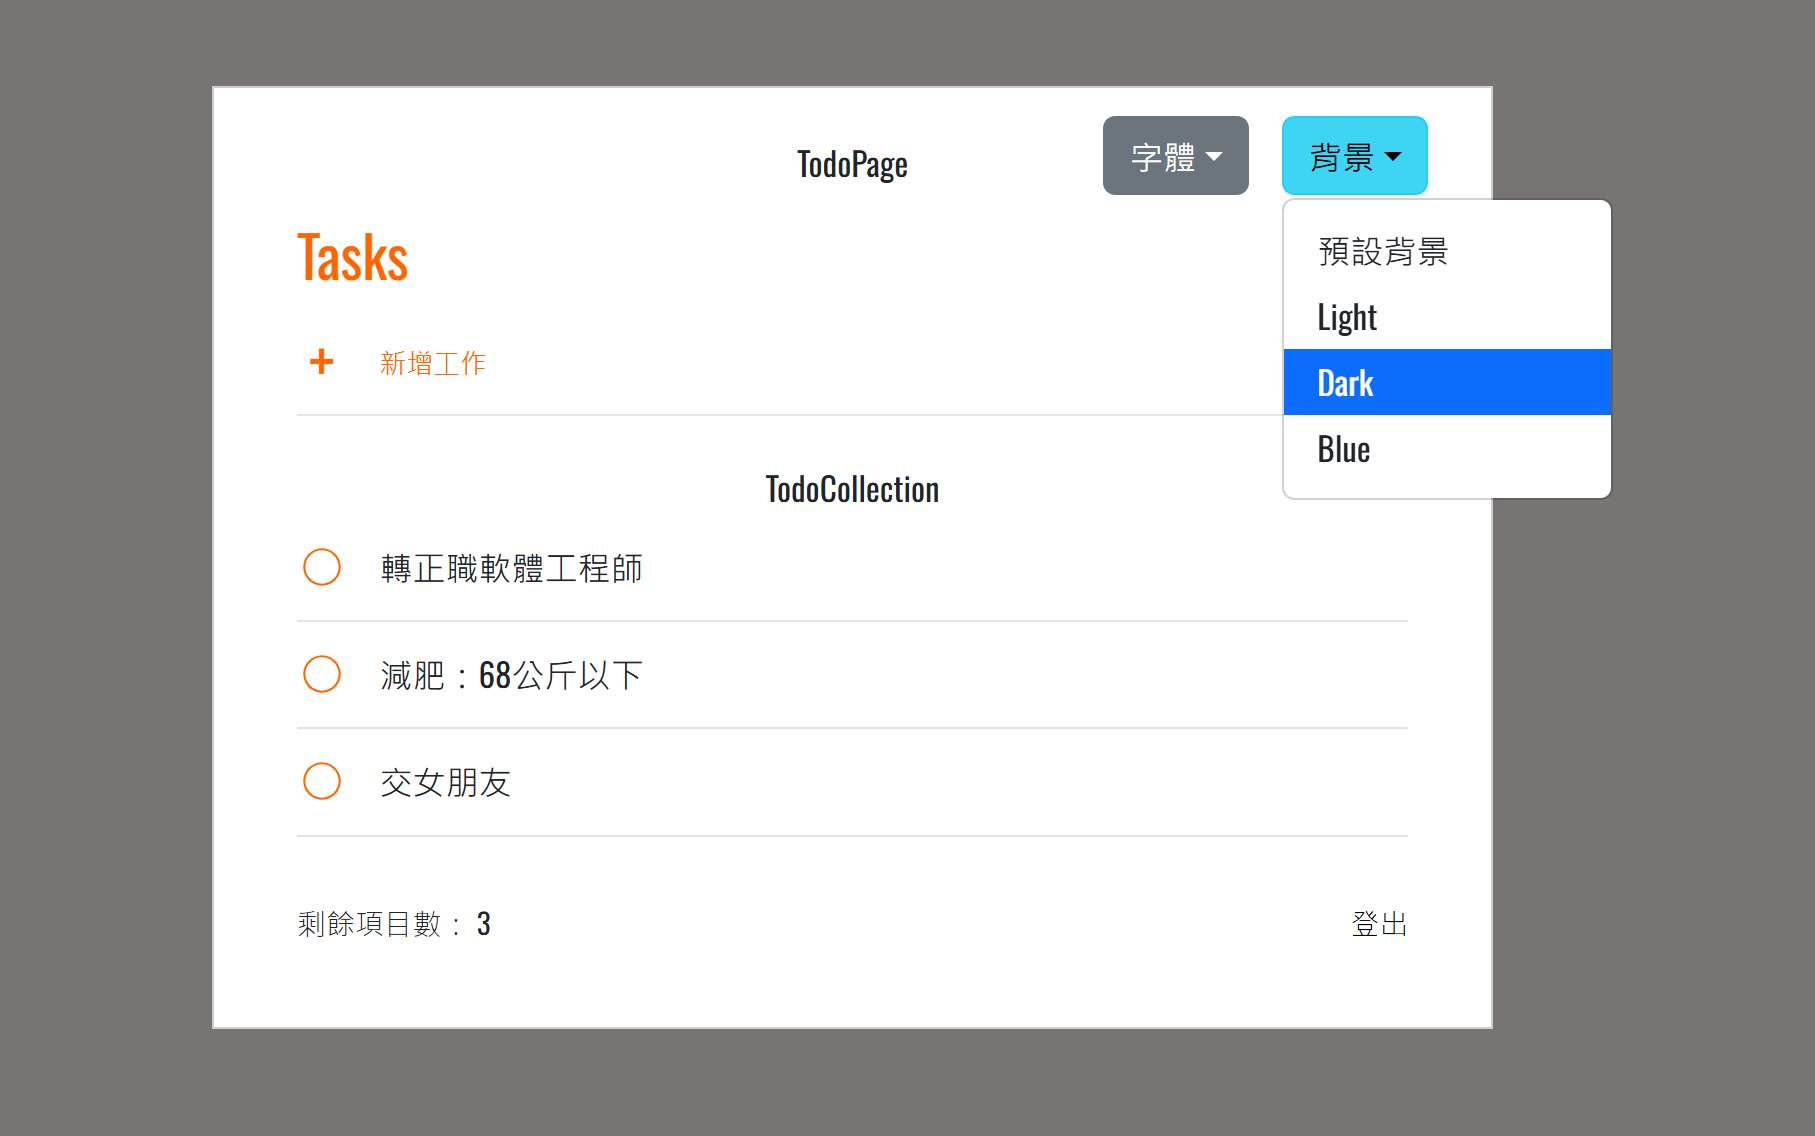 TodoPage
字體
背景
預設背景
Light
Dark
Blue
Tasks
+ 新增工作
TodoCollection
轉正職軟體工程師
減肥：68公斤以下
交女朋友
剩餘項目數： 3
登出